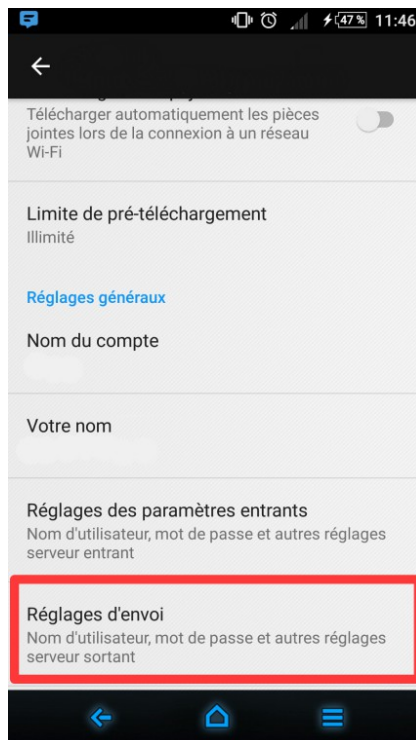 47 % 11:46
Télécharger automatiquement les pièces
jointes lors de la connexion à un réseau
Wi-Fi
Limite de pré-téléchargement
Illimité
Réglages généraux
Nom du compte
Votre nom
Réglages des paramètres entrants
Nom d'utilisateur, mot de passe et autres réglages
serveur entrant
Réglages d'envoi
Nom d'utilisateur, mot de passe et autres réglages
serveur sortant